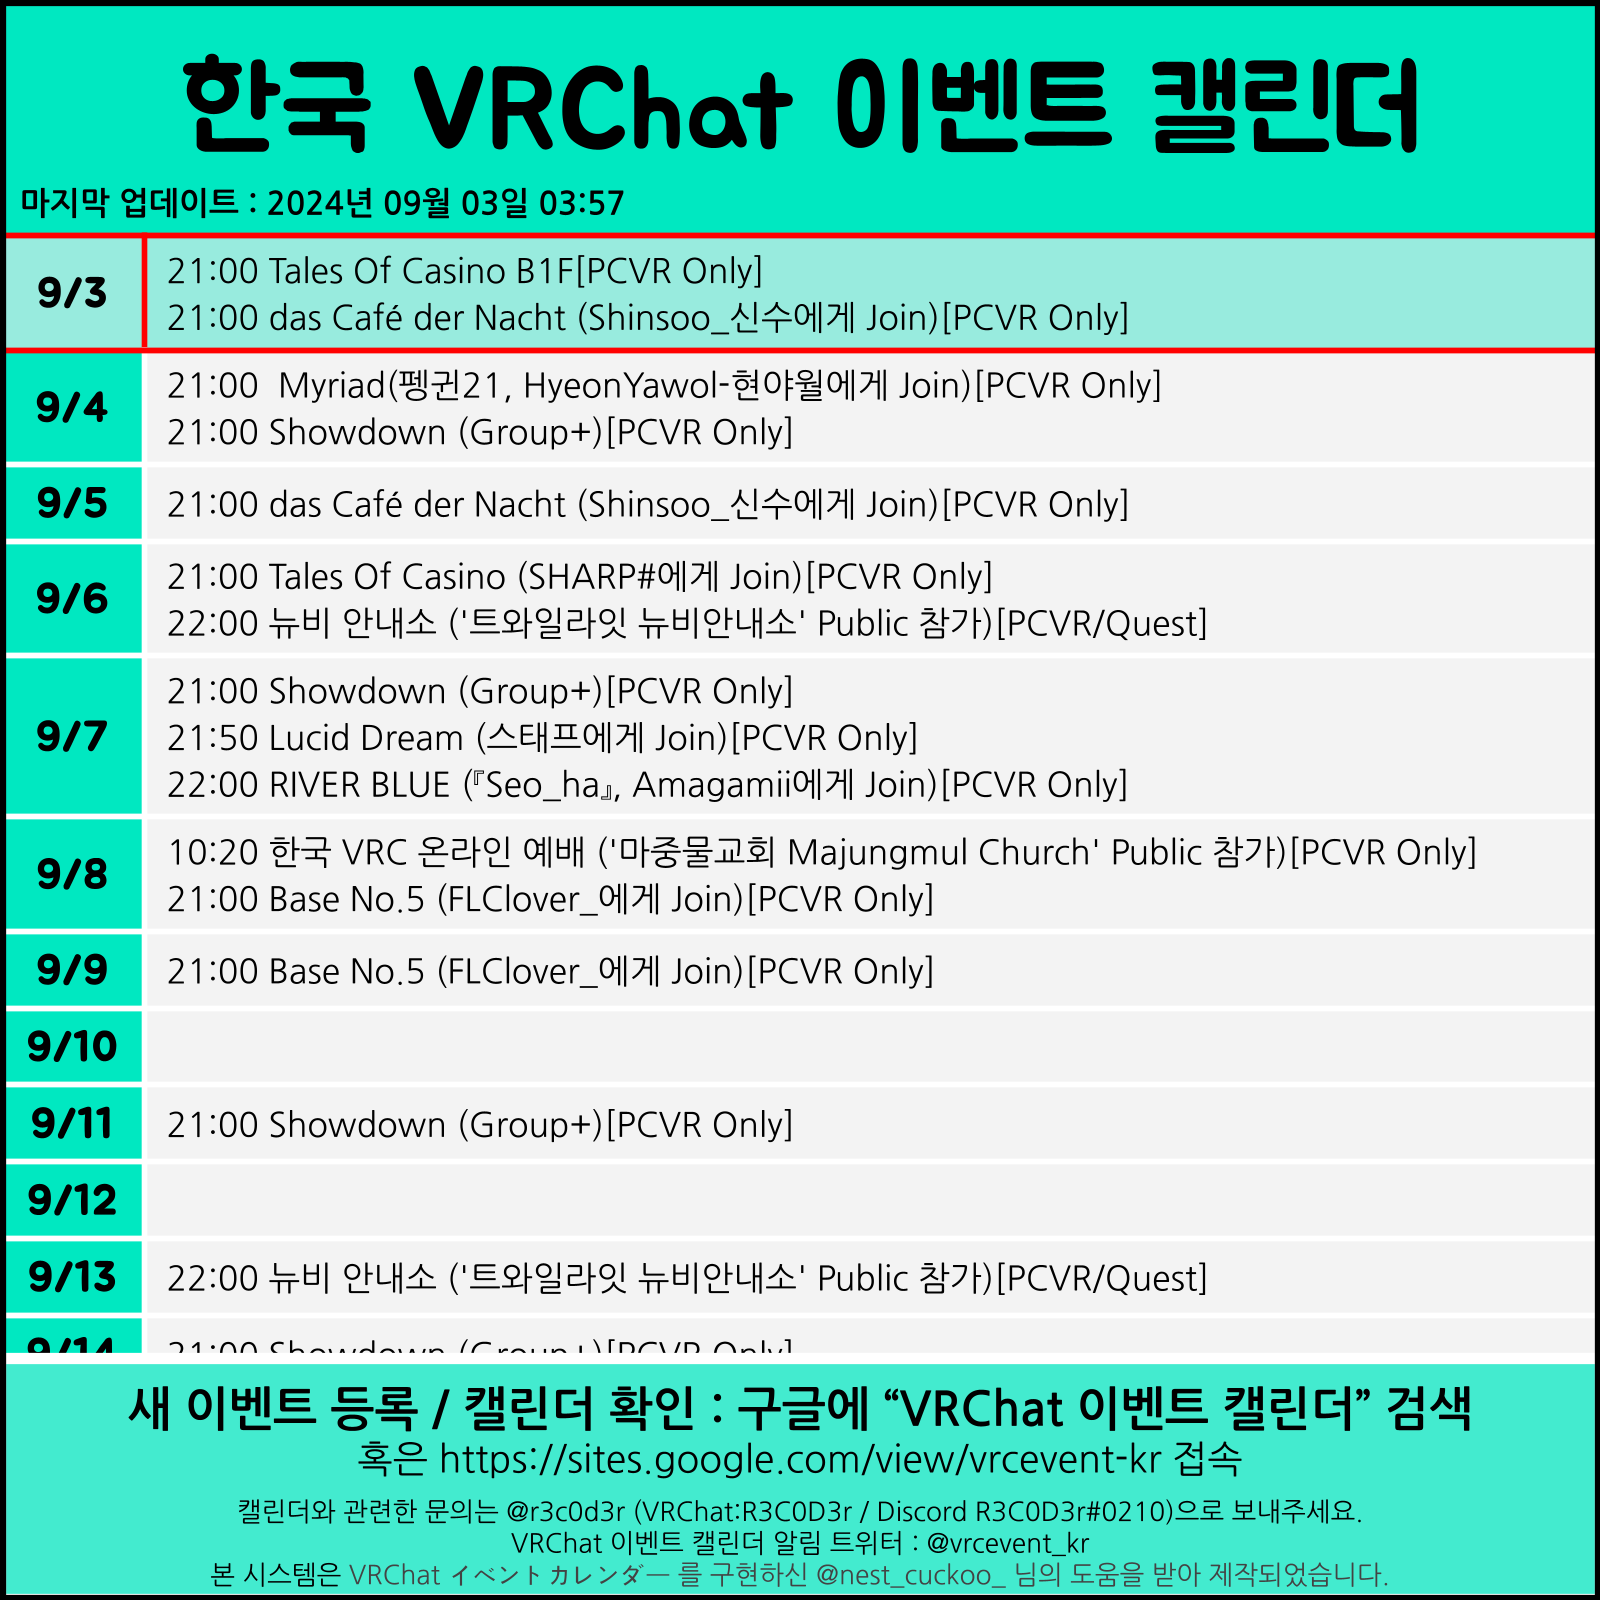 한국 VRChat 이벤트 캘린더
마지막 업데이트 : 2024년 09월 03일 03:57
9/3
21:00 Tales Of Casino B1F[PCVR Only]
21:00 das Café der Nacht (Shinsoo_신수에게 Join)[PCVR Only]
9/4
21:00  Myriad(펭귄21, HyeonYawol-현야월에게 Join)[PCVR Only]
21:00 Showdown (Group+)[PCVR Only]
9/5
21:00 das Café der Nacht (Shinsoo_신수에게 Join)[PCVR Only]
9/6
21:00 Tales Of Casino (SHARP#에게 Join)[PCVR Only]
22:00 뉴비 안내소 ('트와일라잇 뉴비안내소' Public 참가)[PCVR/Quest]
9/7
21:00 Showdown (Group+)[PCVR Only]
21:50 Lucid Dream (스태프에게 Join)[PCVR Only]
22:00 RIVER BLUE (『Seo_ha』, Amagamii에게 Join)[PCVR Only]
9/8
10:20 한국 VRC 온라인 예배 ('마중물교회 Majungmul Church' Public 참가)[PCVR Only]
21:00 Base No.5 (FLClover_에게 Join)[PCVR Only]
9/9
21:00 Base No.5 (FLClover_에게 Join)[PCVR Only]
9/10
9/11
21:00 Showdown (Group+)[PCVR Only]
9/12
9/13
22:00 뉴비 안내소 ('트와일라잇 뉴비안내소' Public 참가)[PCVR/Quest]
9/14
21:00 Showdown (Group+)[PCVR Only]
새 이벤트 등록 / 캘린더 확인 : 구글에 “VRChat 이벤트 캘린더” 검색
혹은 https://sites.google.com/view/vrcevent-kr 접속
캘린더와 관련한 문의는 @r3c0d3r (VRChat:R3C0D3r / Discord R3C0D3r#0210)으로 보내주세요.
VRChat 이벤트 캘린더 알림 트위터 : @vrcevent_kr
본 시스템은 VRChat イベントカレンダー 를 구현하신 @nest_cuckoo_ 님의 도움을 받아 제작되었습니다.